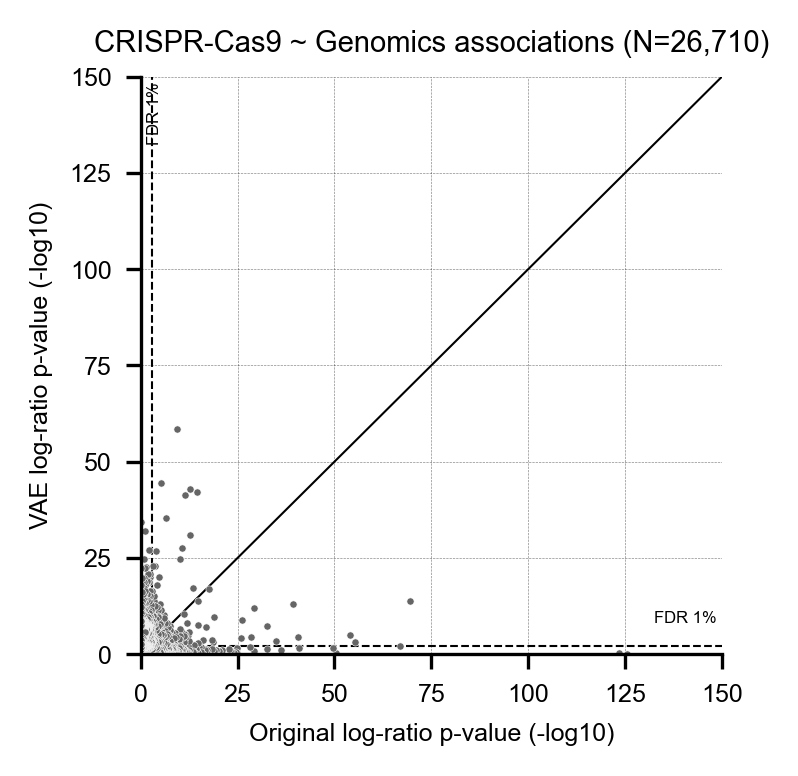 CRISPR-Cas9 ~ Genomics associations (N=26,710)
150
125
100
75
50
25
0
VAE log-ratio p-value (-log10)
FDR 1%
FDR 1%
0
25
50
75
100
125
150
Original log-ratio p-value (-log10)